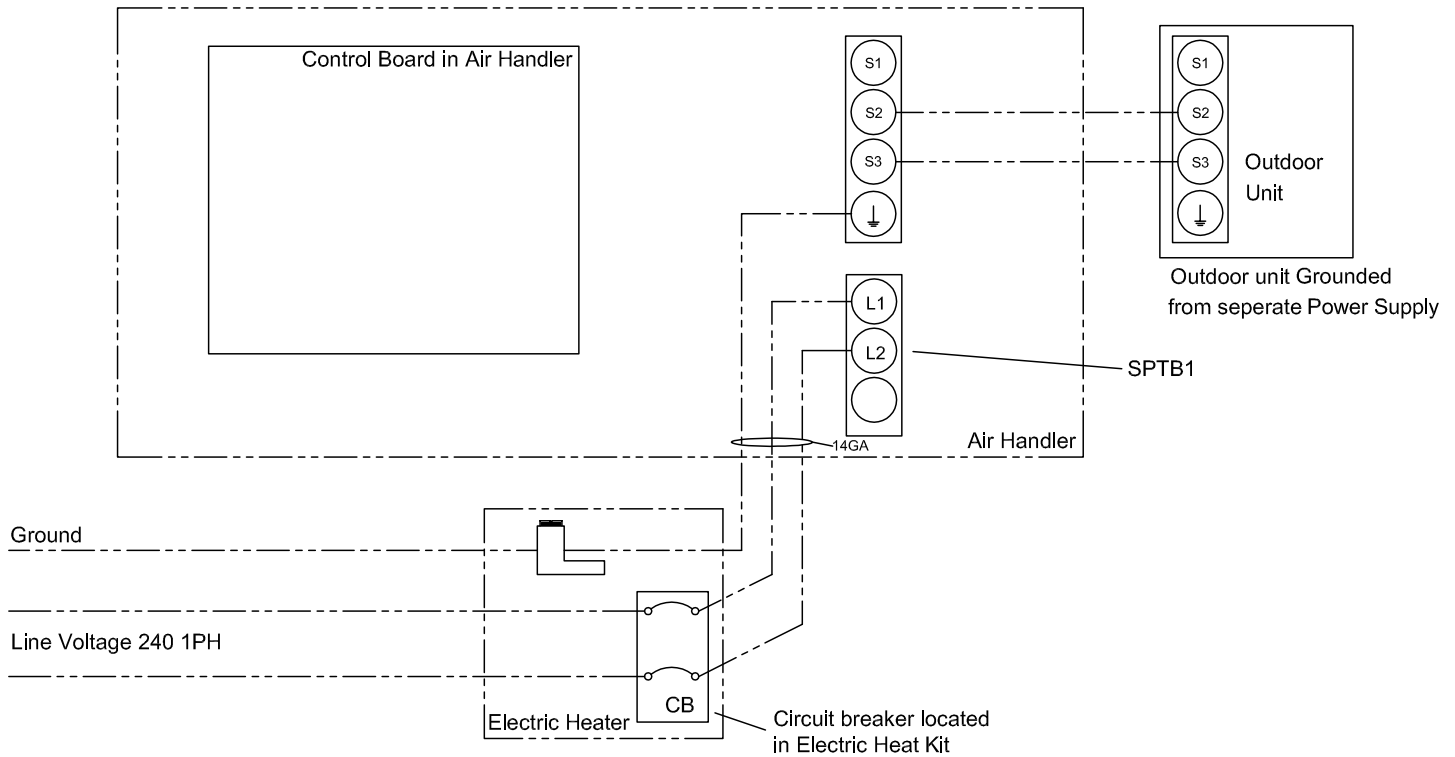 Control Board in Air Handler
S1
S2
S3
S1
S2
S3
Outdoor
Unit
Outdoor unit Grounded
from seperate Power Supply
L1
L2
SPTB1
14GA
Air Handler
Ground
Line Voltage 240 1PH
CB
Electric Heater
Circuit breaker located
in Electric Heat Kit